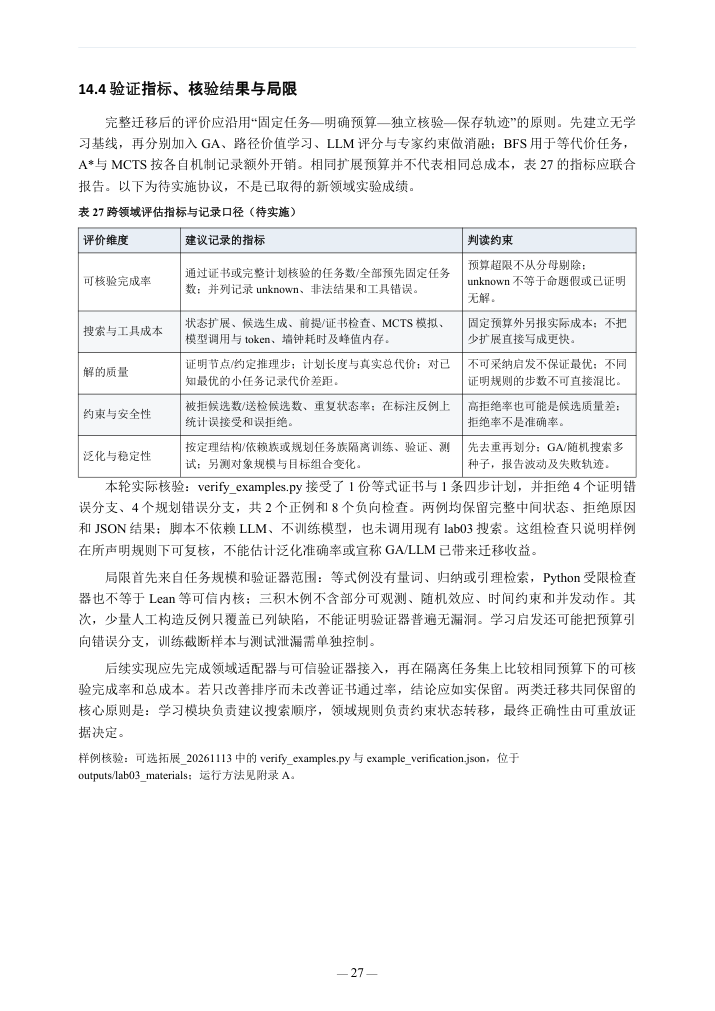 14.4 验证指标、核验结果与局限
完整迁移后的评价应沿用“固定任务—明确预算—独立核验—保存轨迹”的原则。先建立无学
习基线，再分别加入 GA、路径价值学习、LLM 评分与专家约束做消融；BFS 用于等代价任务，
A*与 MCTS 按各自机制记录额外开销。相同扩展预算并不代表相同总成本，表 27 的指标应联合
报告。以下为待实施协议，不是已取得的新领域实验成绩。
表 27 跨领域评估指标与记录口径（待实施）
评价维度 建议记录的指标 判读约束
可核验完成率
通过证书或完整计划核验的任务数/全部预先固定任务
数；并列记录 unknown、非法结果和工具错误。
预算超限不从分母剔除；
unknown 不等于命题假或已证明
无解。
搜索与工具成本
状态扩展、候选生成、前提/证书检查、MCTS 模拟、
模型调用与 token、墙钟耗时及峰值内存。
固定预算外另报实际成本；不把
少扩展直接写成更快。
解的质量
证明节点/约定推理步；计划长度与真实总代价；对已
知最优的小任务记录代价差距。
不可采纳启发不保证最优；不同
证明规则的步数不可直接混比。
约束与安全性
被拒候选数/送检候选数、重复状态率；在标注反例上
统计误接受和误拒绝。
高拒绝率也可能是候选质量差；
拒绝率不是准确率。
泛化与稳定性
按定理结构/依赖族或规划任务族隔离训练、验证、测
试；另测对象规模与目标组合变化。
先去重再划分；GA/随机搜索多
种子，报告波动及失败轨迹。
本轮实际核验：verify_examples.py 接受了 1 份等式证书与 1 条四步计划，并拒绝 4 个证明错
误分支、4 个规划错误分支，共 2 个正例和 8 个负向检查。两例均保留完整中间状态、拒绝原因
和 JSON 结果；脚本不依赖 LLM、不训练模型，也未调用现有 lab03 搜索。这组检查只说明样例
在所声明规则下可复核，不能估计泛化准确率或宣称 GA/LLM 已带来迁移收益。
局限首先来自任务规模和验证器范围：等式例没有量词、归纳或引理检索，Python 受限检查
器也不等于 Lean 等可信内核；三积木例不含部分可观测、随机效应、时间约束和并发动作。其
次，少量人工构造反例只覆盖已列缺陷，不能证明验证器普遍无漏洞。学习启发还可能把预算引
向错误分支，训练截断样本与测试泄漏需单独控制。
后续实现应先完成领域适配器与可信验证器接入，再在隔离任务集上比较相同预算下的可核
验完成率和总成本。若只改善排序而未改善证书通过率，结论应如实保留。两类迁移共同保留的
核心原则是：学习模块负责建议搜索顺序，领域规则负责约束状态转移，最终正确性由可重放证
据决定。
样例核验：可选拓展_20261113 中的 verify_examples.py 与 example_verification.json，位于
outputs/lab03_materials；运行方法见附录 A。
— 27 —